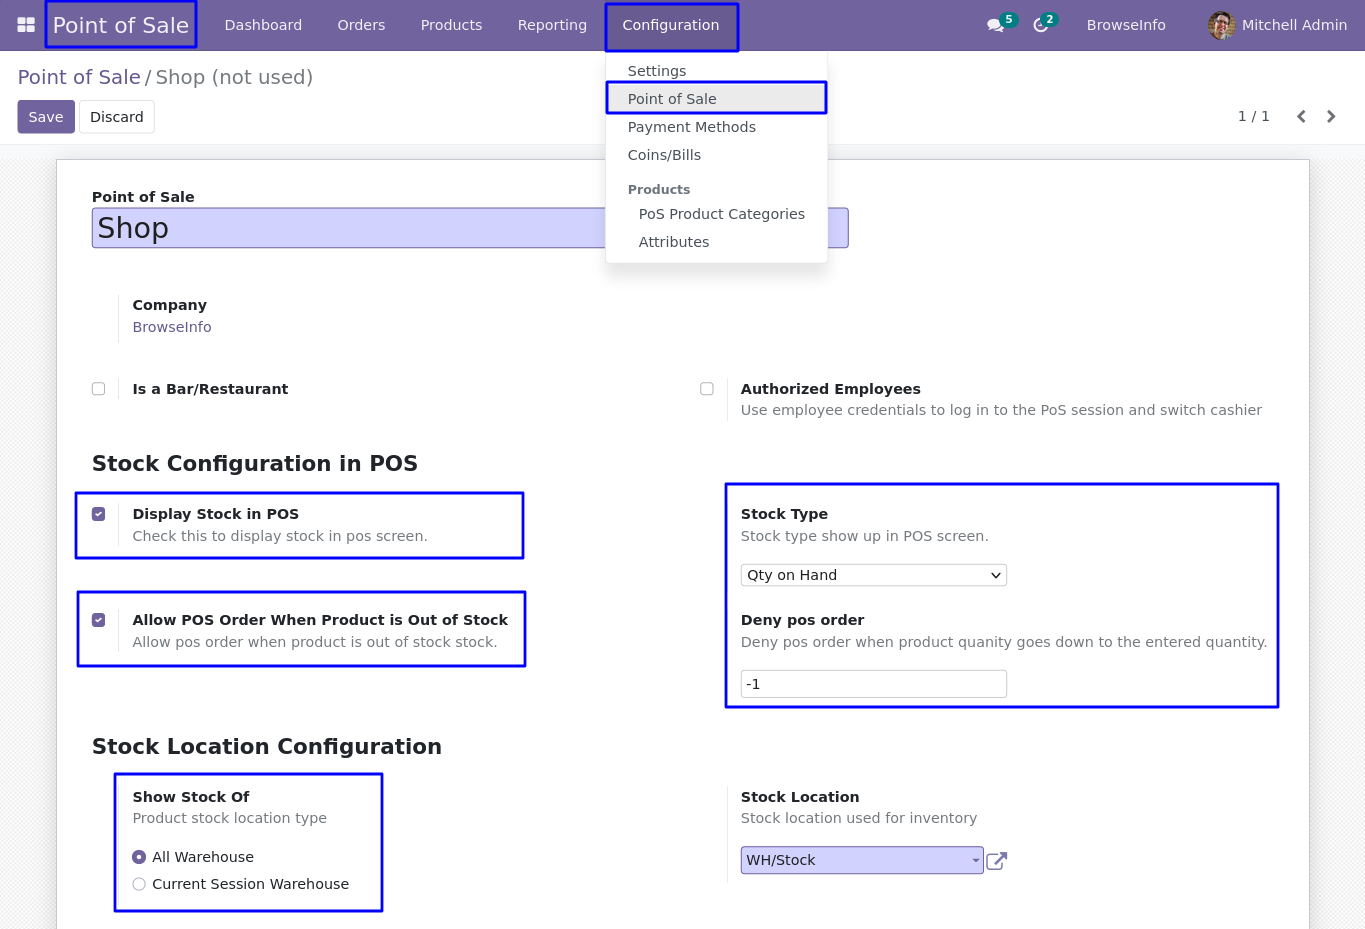 Point of Sale Dashboard Orders Products Reporting Configuration 5 2 BrowseInfo Mitchell Admin
Point of Sale / Shop (not used)
Save Discard
1 / 1
Settings
Point of Sale
Payment Methods
Coins/Bills
Products
PoS Product Categories
Attributes
Point of Sale
Shop
Company
BrowseInfo
Is a Bar/Restaurant
Authorized Employees
Use employee credentials to log in to the PoS session and switch cashier
Stock Configuration in POS
Display Stock in POS
Check this to display stock in pos screen.
Stock Type
Stock type show up in POS screen.
Qty on Hand
Allow POS Order When Product is Out of Stock
Allow pos order when product is out of stock stock.
Deny pos order
Deny pos order when product quanity goes down to the entered quantity.
-1
Stock Location Configuration
Show Stock Of
Product stock location type
All Warehouse
Current Session Warehouse
Stock Location
Stock location used for inventory
WH/Stock